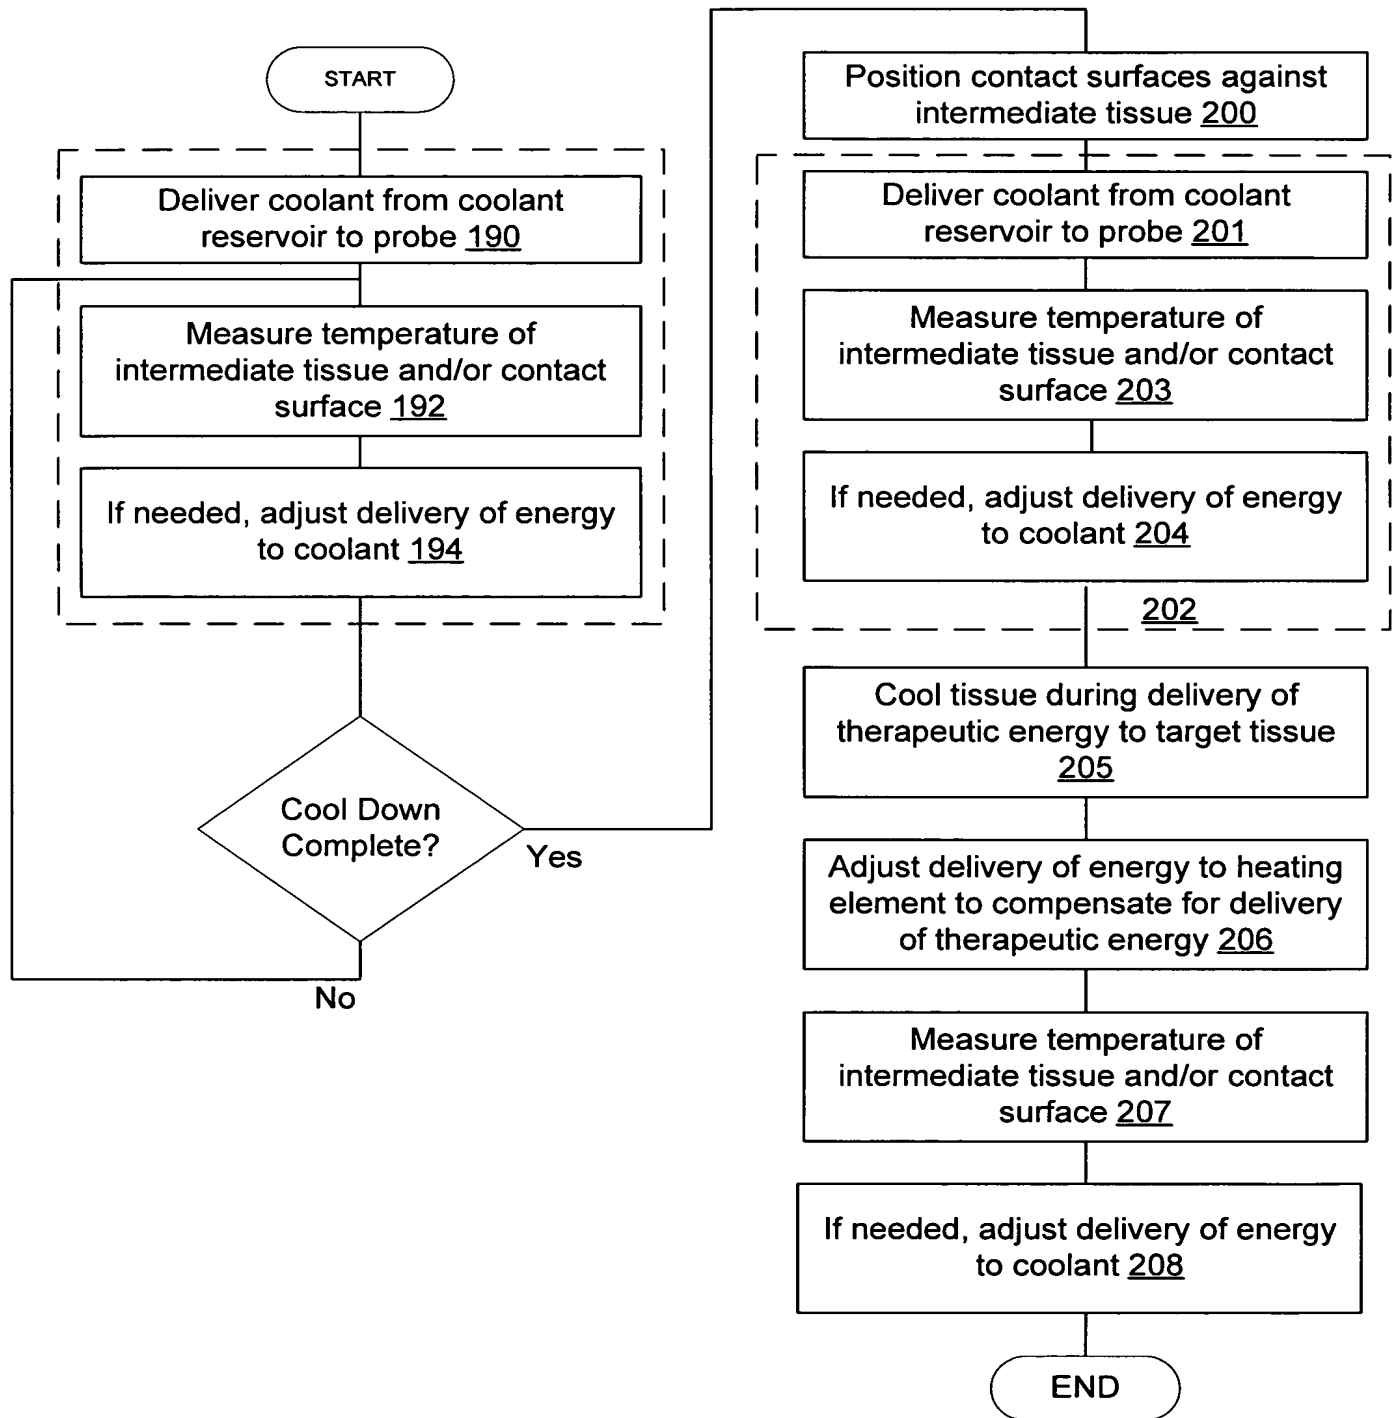 START
Deliver coolant from coolant
reservoir to probe 190
Measure temperature of
intermediate tissue and/or contact
surface 192
If needed, adjust delivery of energy
to coolant 194
Cool Down
Complete?
Yes
No
Position contact surfaces against
intermediate tissue 200
Deliver coolant from coolant
reservoir to probe 201
Measure temperature of
intermediate tissue and/or contact
surface 203
If needed, adjust delivery of energy
to coolant 204
202
Cool tissue during delivery of
therapeutic energy to target tissue
205
Adjust delivery of energy to heating
element to compensate for delivery
of therapeutic energy 206
Measure temperature of
intermediate tissue and/or contact
surface 207
If needed, adjust delivery of energy
to coolant 208
END